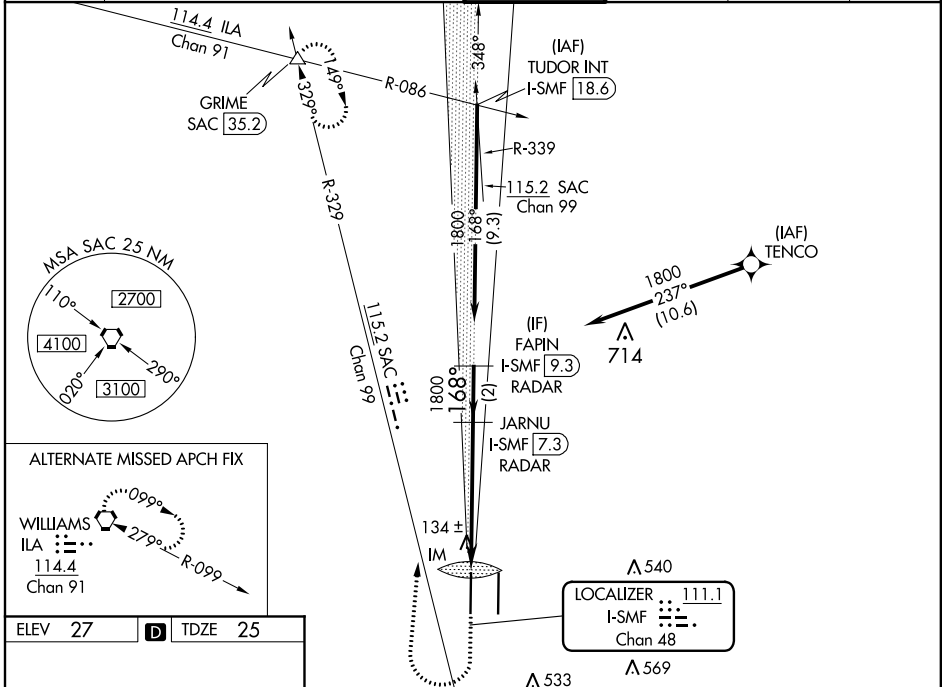 114.4 ILA
Chan 91
GRIME
SAC 35.2
149°
329°
R-086
348°
(IAF)
TUDOR INT
I-SMF 18.6
R-339
115.2 SAC
Chan 99
1800
168°
(9.3)
R-329
115.2 SAC
Chan 99
MSA SAC 25 NM
110°
2700
4100
020°
3100
290°
(IAF)
TENCO
1800
237°
(10.6)
714
(IF)
FAPIN
I-SMF 9.3
RADAR
1800
168°
(2)
JARNU
I-SMF 7.3
RADAR
ALTERNATE MISSED APCH FIX
WILLIAMS
ILA
114.4
Chan 91
099°
279°
R-099
134 ±
IM
540
LOCALIZER 111.1
I-SMF
Chan 48
569
533
ELEV 27 D TDZE 25